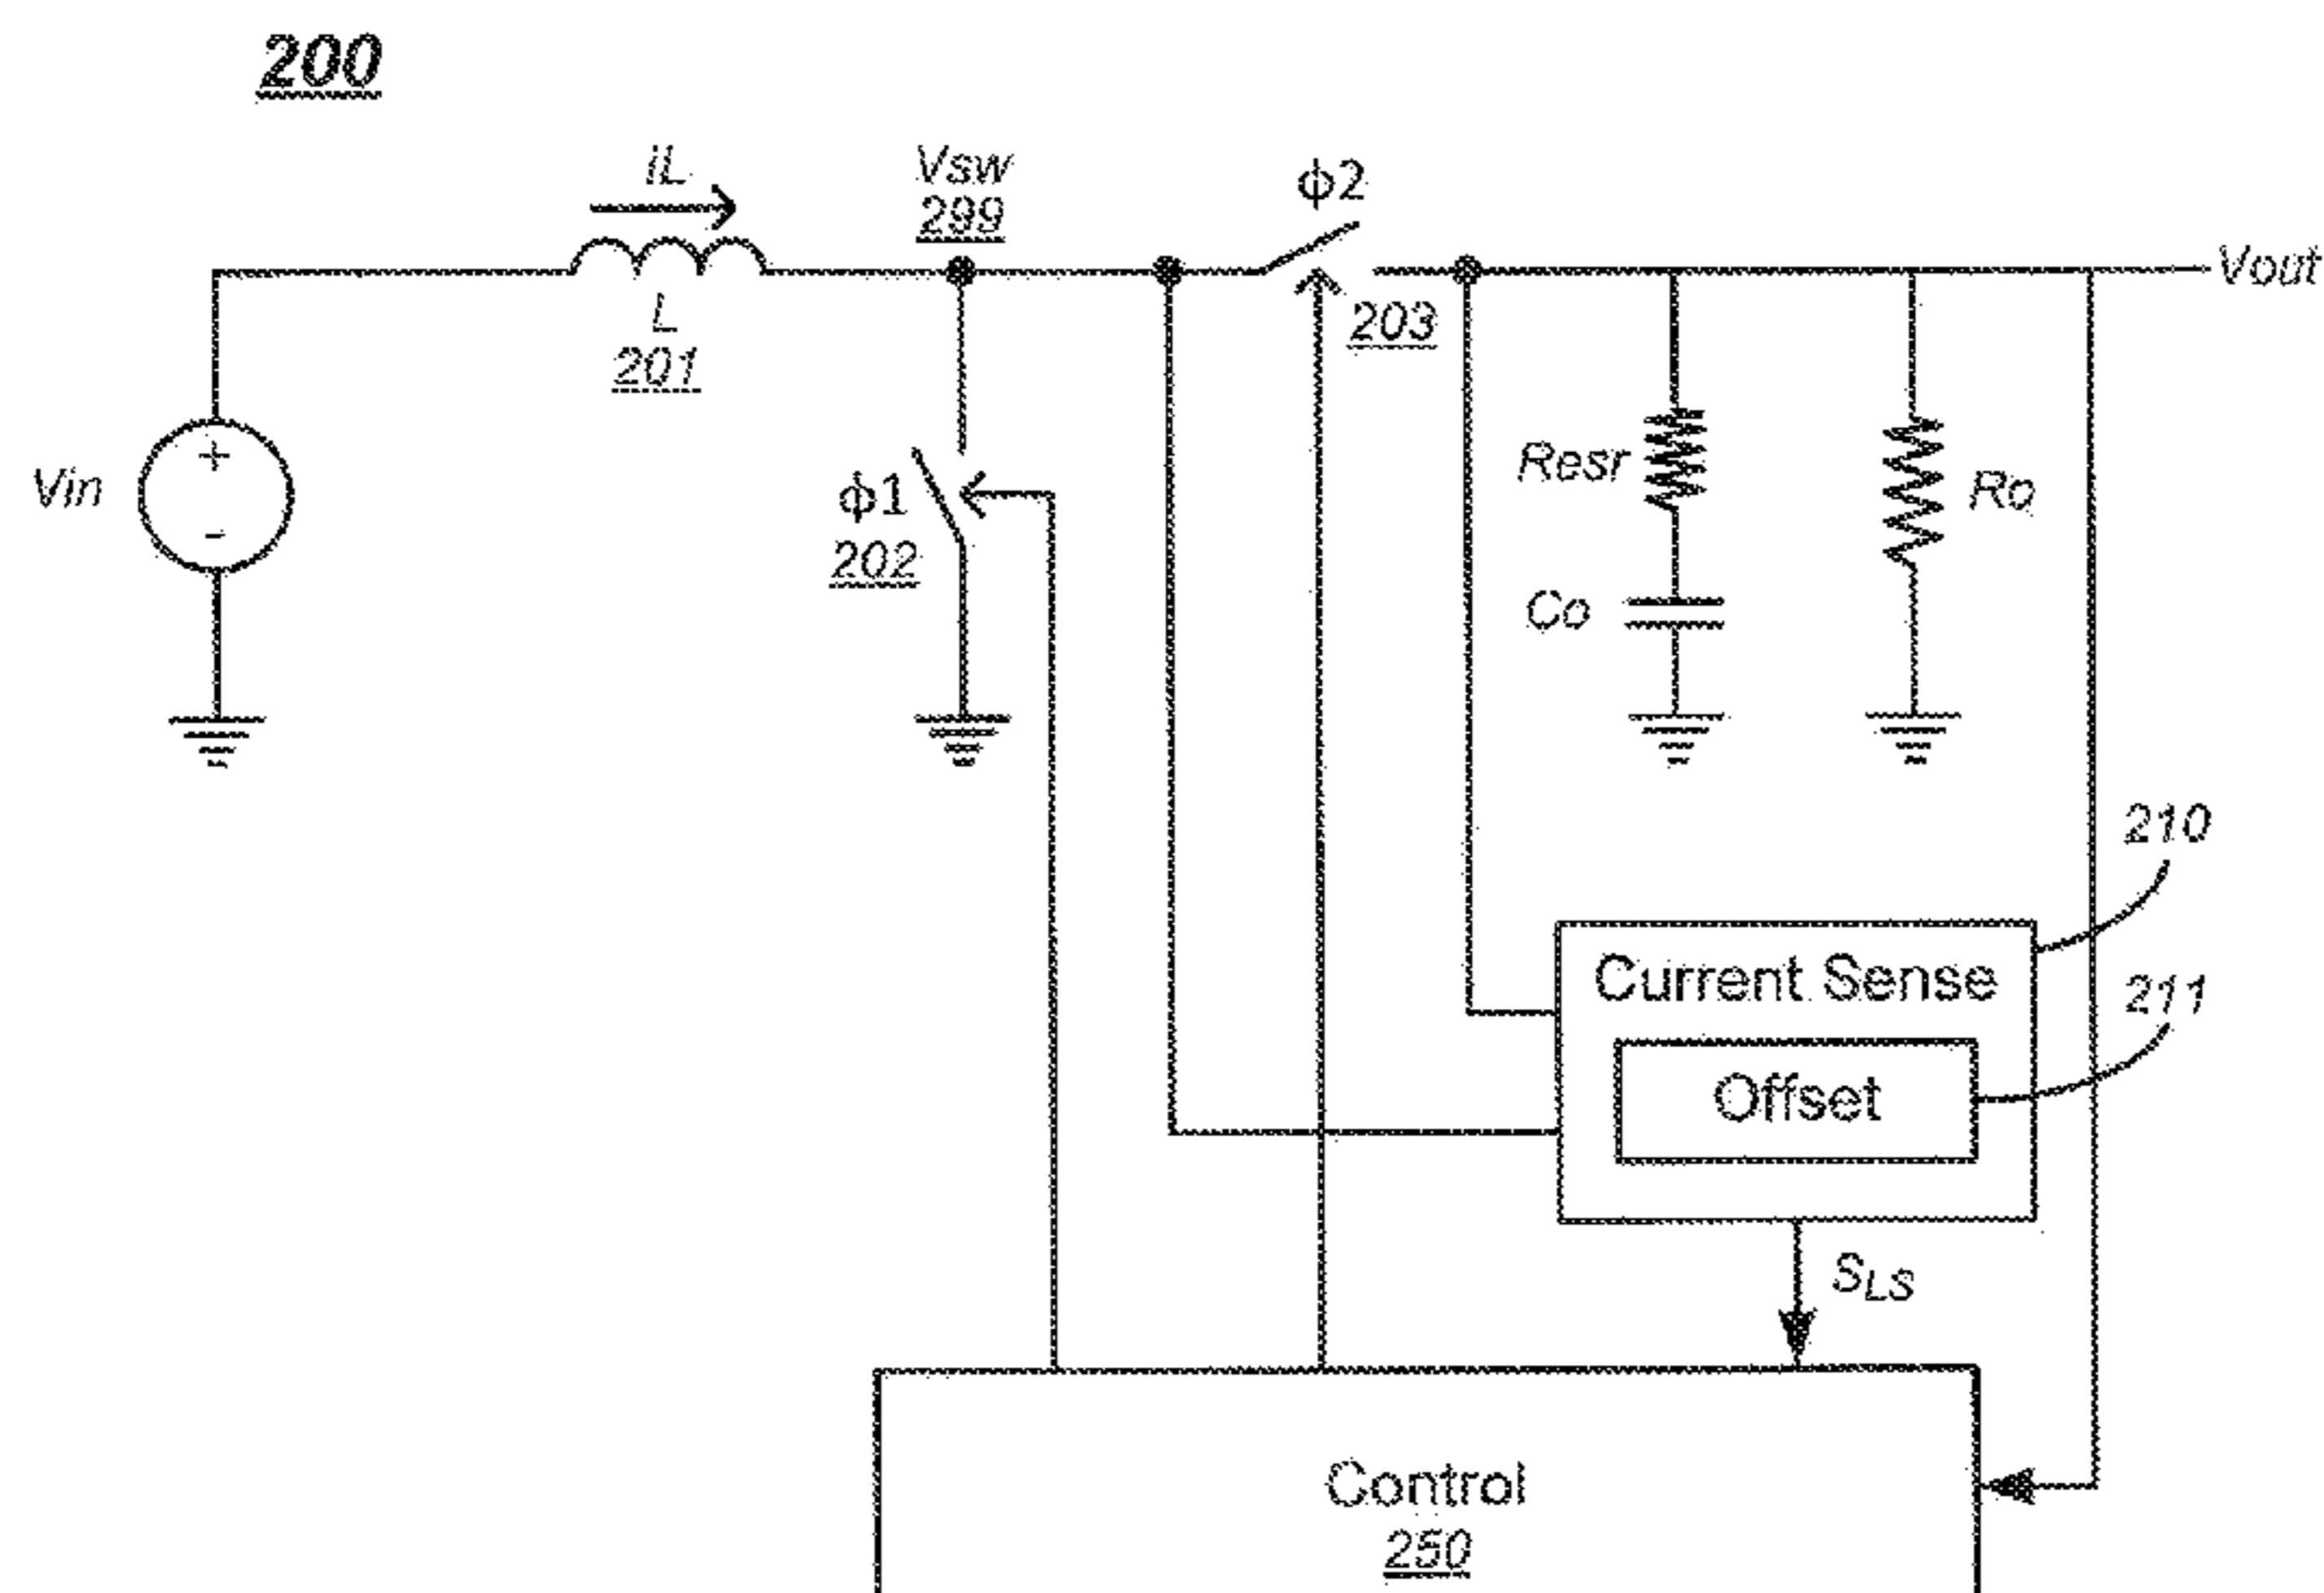 200
iL
Vsw
299
ϕ2
Vout
L
201
203
Vin
+
-
ϕ1
202
Resr
Ro
Co
210
Current Sense
211
Offset
SLS
Control
250